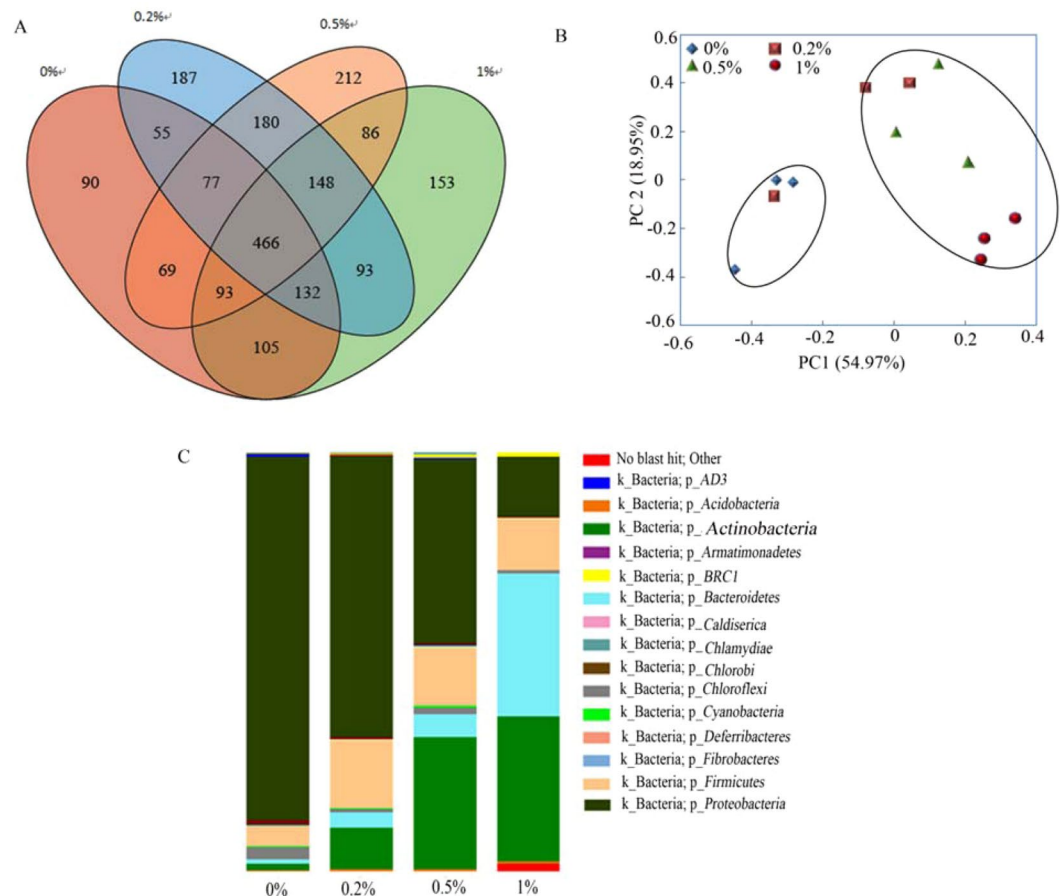 A
0%↵
0.2%↵
0.5%↵
1%↵
187
212
55
180
86
90
77
148
153
466
69
93
132
93
105
B
0% 0.2%
0.5% 1%
0.6
0.4
0.2
0
-0.2
-0.4
-0.6
PC 2 (18.95%)
-0.6 -0.4 -0.2 0 0.2 0.4
PC1 (54.97%)
C
No blast hit; Other
k_Bacteria; p_AD3
k_Bacteria; p_Acidobacteria
k_Bacteria; p_Actinobacteria
k_Bacteria; p_Armatimonadetes
k_Bacteria; p_BRC1
k_Bacteria; p_Bacteroidetes
k_Bacteria; p_Caldiserica
k_Bacteria; p_Chlamydiae
k_Bacteria; p_Chlorobi
k_Bacteria; p_Chloroflexi
k_Bacteria; p_Cyanobacteria
k_Bacteria; p_Deferribacteres
k_Bacteria; p_Fibrobacteres
k_Bacteria; p_Firmicutes
k_Bacteria; p_Proteobacteria
0% 0.2% 0.5% 1%